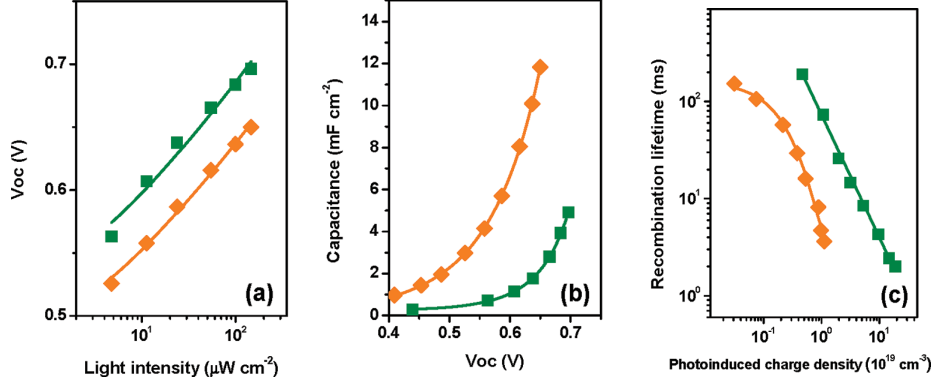 Voc (V)
0.7
0.6
0.5
10¹
10²
Light intensity (μW cm⁻²)
(a)
Capacitance (mF cm⁻²)
14
12
10
8
6
4
2
0
0.4
0.5
0.6
0.7
Voc (V)
(b)
Recombination lifetime (ms)
10²
10¹
10⁰
10⁻¹
10⁰
10¹
Photoinduced charge density (10¹⁹ cm⁻³)
(c)